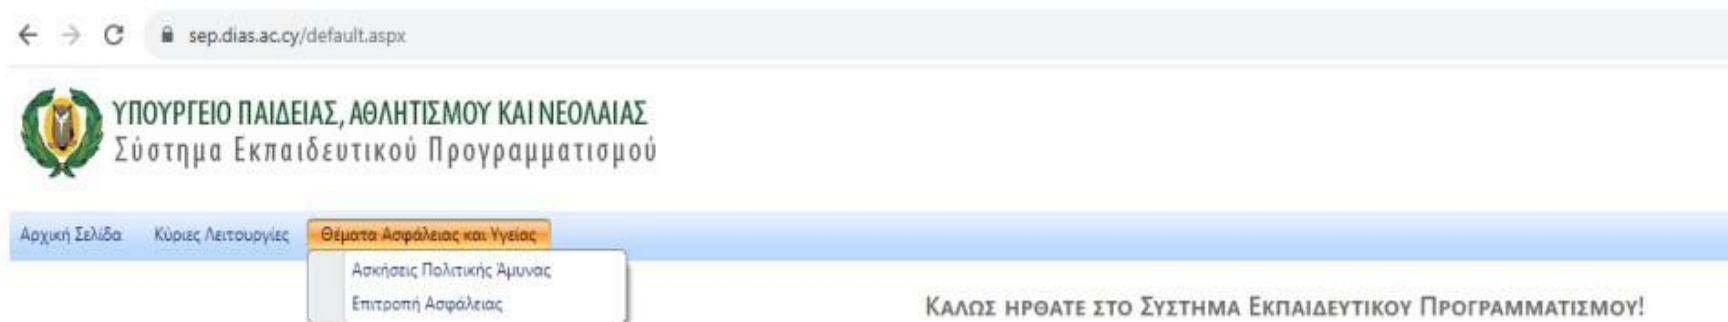 sep.dias.ac.cy/default.aspx
ΥΠΟΥΡΓΕΙΟ ΠΑΙΔΕΙΑΣ, ΑΘΛΗΤΙΣΜΟΥ ΚΑΙ ΝΕΟΛΑΙΑΣ
Σύστημα Εκπαιδευτικού Προγραμματισμού
Αρχική Σελίδα Κύριες Λειτουργίες Θέματα Ασφάλειας και Υγείας
Ασκήσεις Πολιτικής Άμυνας
Επιτροπή Ασφάλειας
ΚΑΛΩΣ ΗΡΘΑΤΕ ΣΤΟ ΣΥΣΤΗΜΑ ΕΚΠΑΙΔΕΥΤΙΚΟΥ ΠΡΟΓΡΑΜΜΑΤΙΣΜΟΥ!